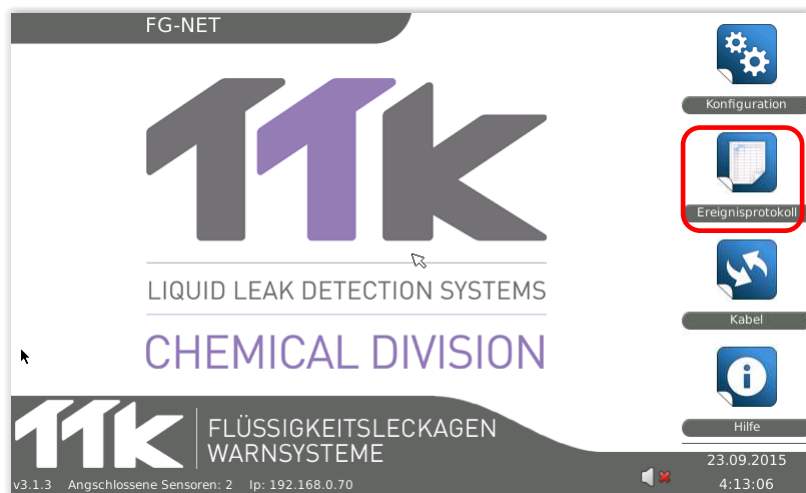 FG-NET
TTK
LIQUID LEAK DETECTION SYSTEMS
CHEMICAL DIVISION
Konfiguration
Ereignisprotokoll
Kabel
Hilfe
TTK
FLÜSSIGKEITSLECKAGEN
WARNSYSTEME
v3.1.3 Angschlossene Sensoren: 2 Ip: 192.168.0.70
23.09.2015
4:13:06